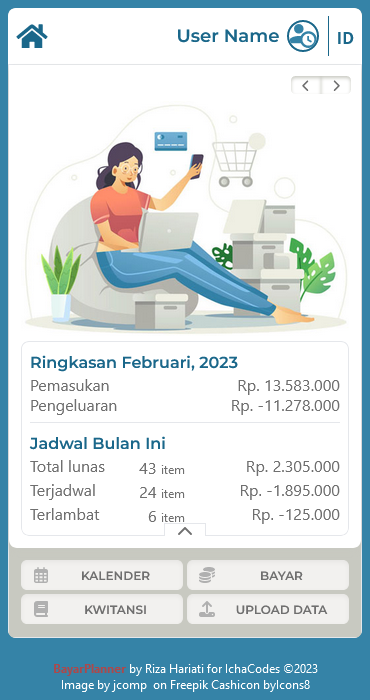 User Name ID
Ringkasan Februari, 2023
Pemasukan Rp. 13.583.000
Pengeluaran Rp. -11.278.000
Jadwal Bulan Ini
Total lunas 43 item Rp. 2.305.000
Terjadwal 24 item Rp. -1.895.000
Terlambat 6 item Rp. -125.000
KALENDER BAYAR
KWITANSI UPLOAD DATA
BayarPlanner by Riza Hariati for IchaCodes ©2023
Image by jcomp on Freepik Cashicon byIcons8